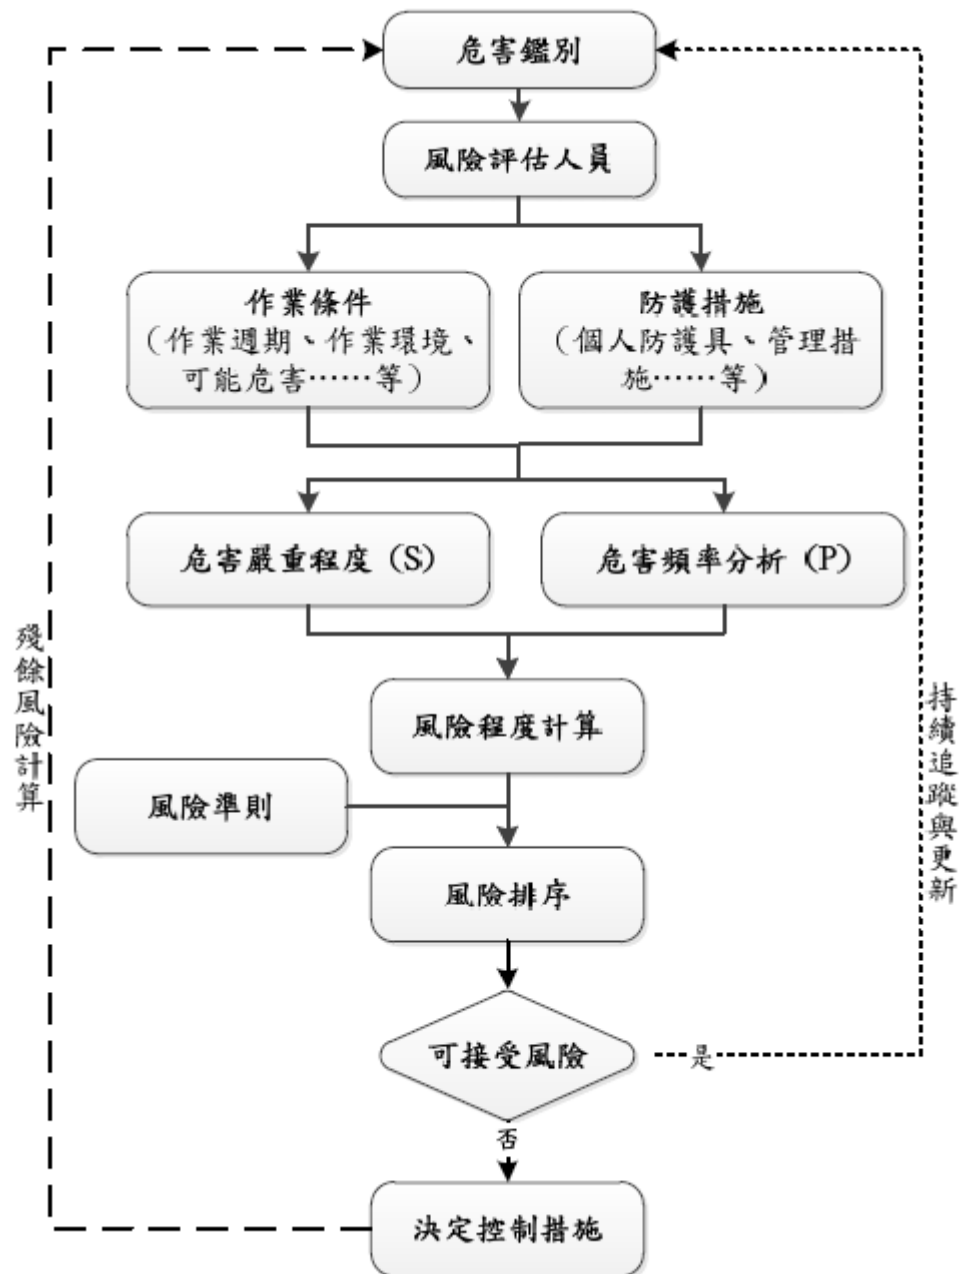 危害鑑別
風險評估人員
作業條件
（作業週期、作業環境、
可能危害……等）
防護措施
（個人防護具、管理措
施……等）
危害嚴重程度 (S)
危害頻率分析 (P)
風險程度計算
風險準則
風險排序
可接受風險
是
否
決定控制措施
殘餘風險計算
持續追蹤與更新